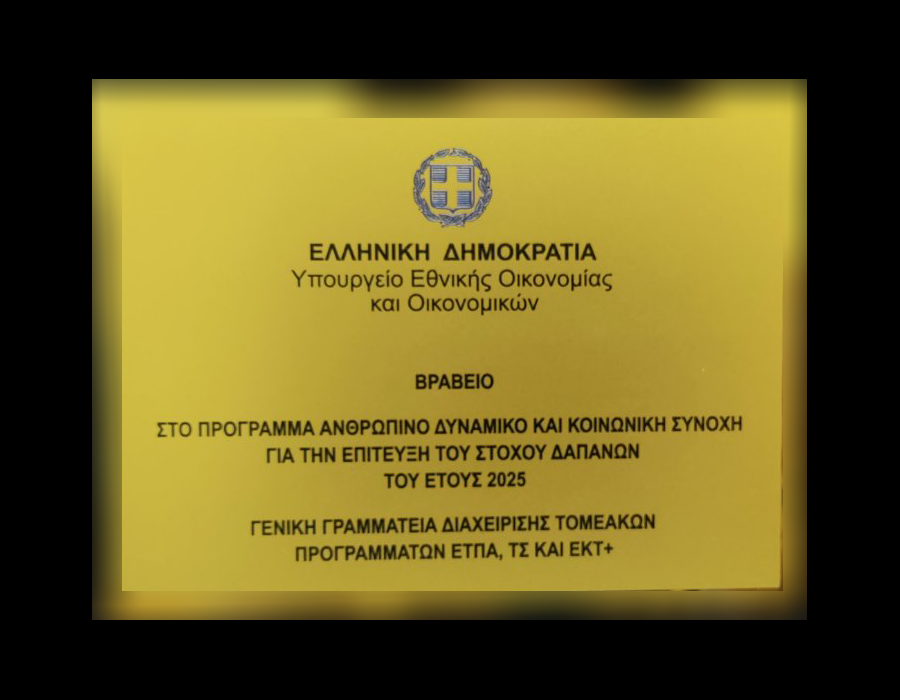 ΕΛΛΗΝΙΚΗ ΔΗΜΟΚΡΑΤΙΑ
Υπουργείο Εθνικής Οικονομίας
και Οικονομικών
ΒΡΑΒΕΙΟ
ΣΤΟ ΠΡΟΓΡΑΜΜΑ ΑΝΘΡΩΠΙΝΟ ΔΥΝΑΜΙΚΟ ΚΑΙ ΚΟΙΝΩΝΙΚΗ ΣΥΝΟΧΗ
ΓΙΑ ΤΗΝ ΕΠΙΤΕΥΞΗ ΤΟΥ ΣΤΟΧΟΥ ΔΑΠΑΝΩΝ
ΤΟΥ ΕΤΟΥΣ 2025
ΓΕΝΙΚΗ ΓΡΑΜΜΑΤΕΙΑ ΔΙΑΧΕΙΡΙΣΗΣ ΤΟΜΕΑΚΩΝ
ΠΡΟΓΡΑΜΜΑΤΩΝ ΕΤΠΑ, ΤΣ ΚΑΙ ΕΚΤ+